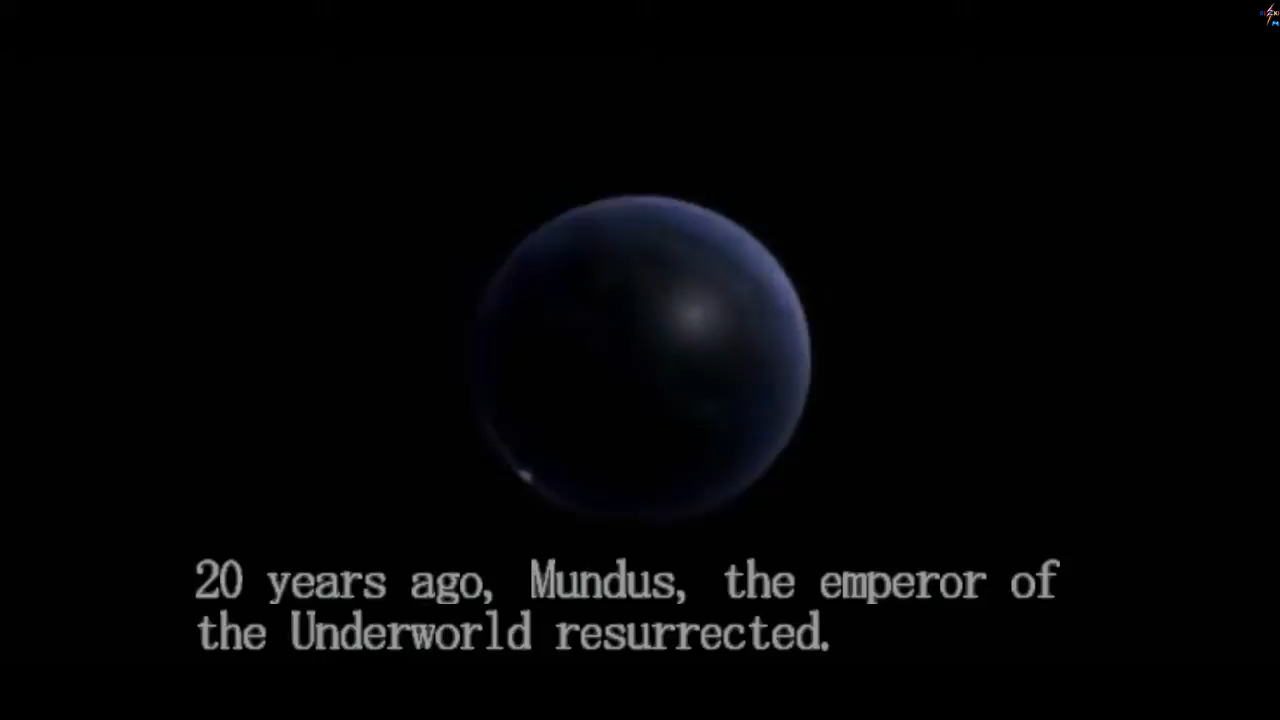 20 years ago, Mundus, the emperor of
the Underworld resurrected.